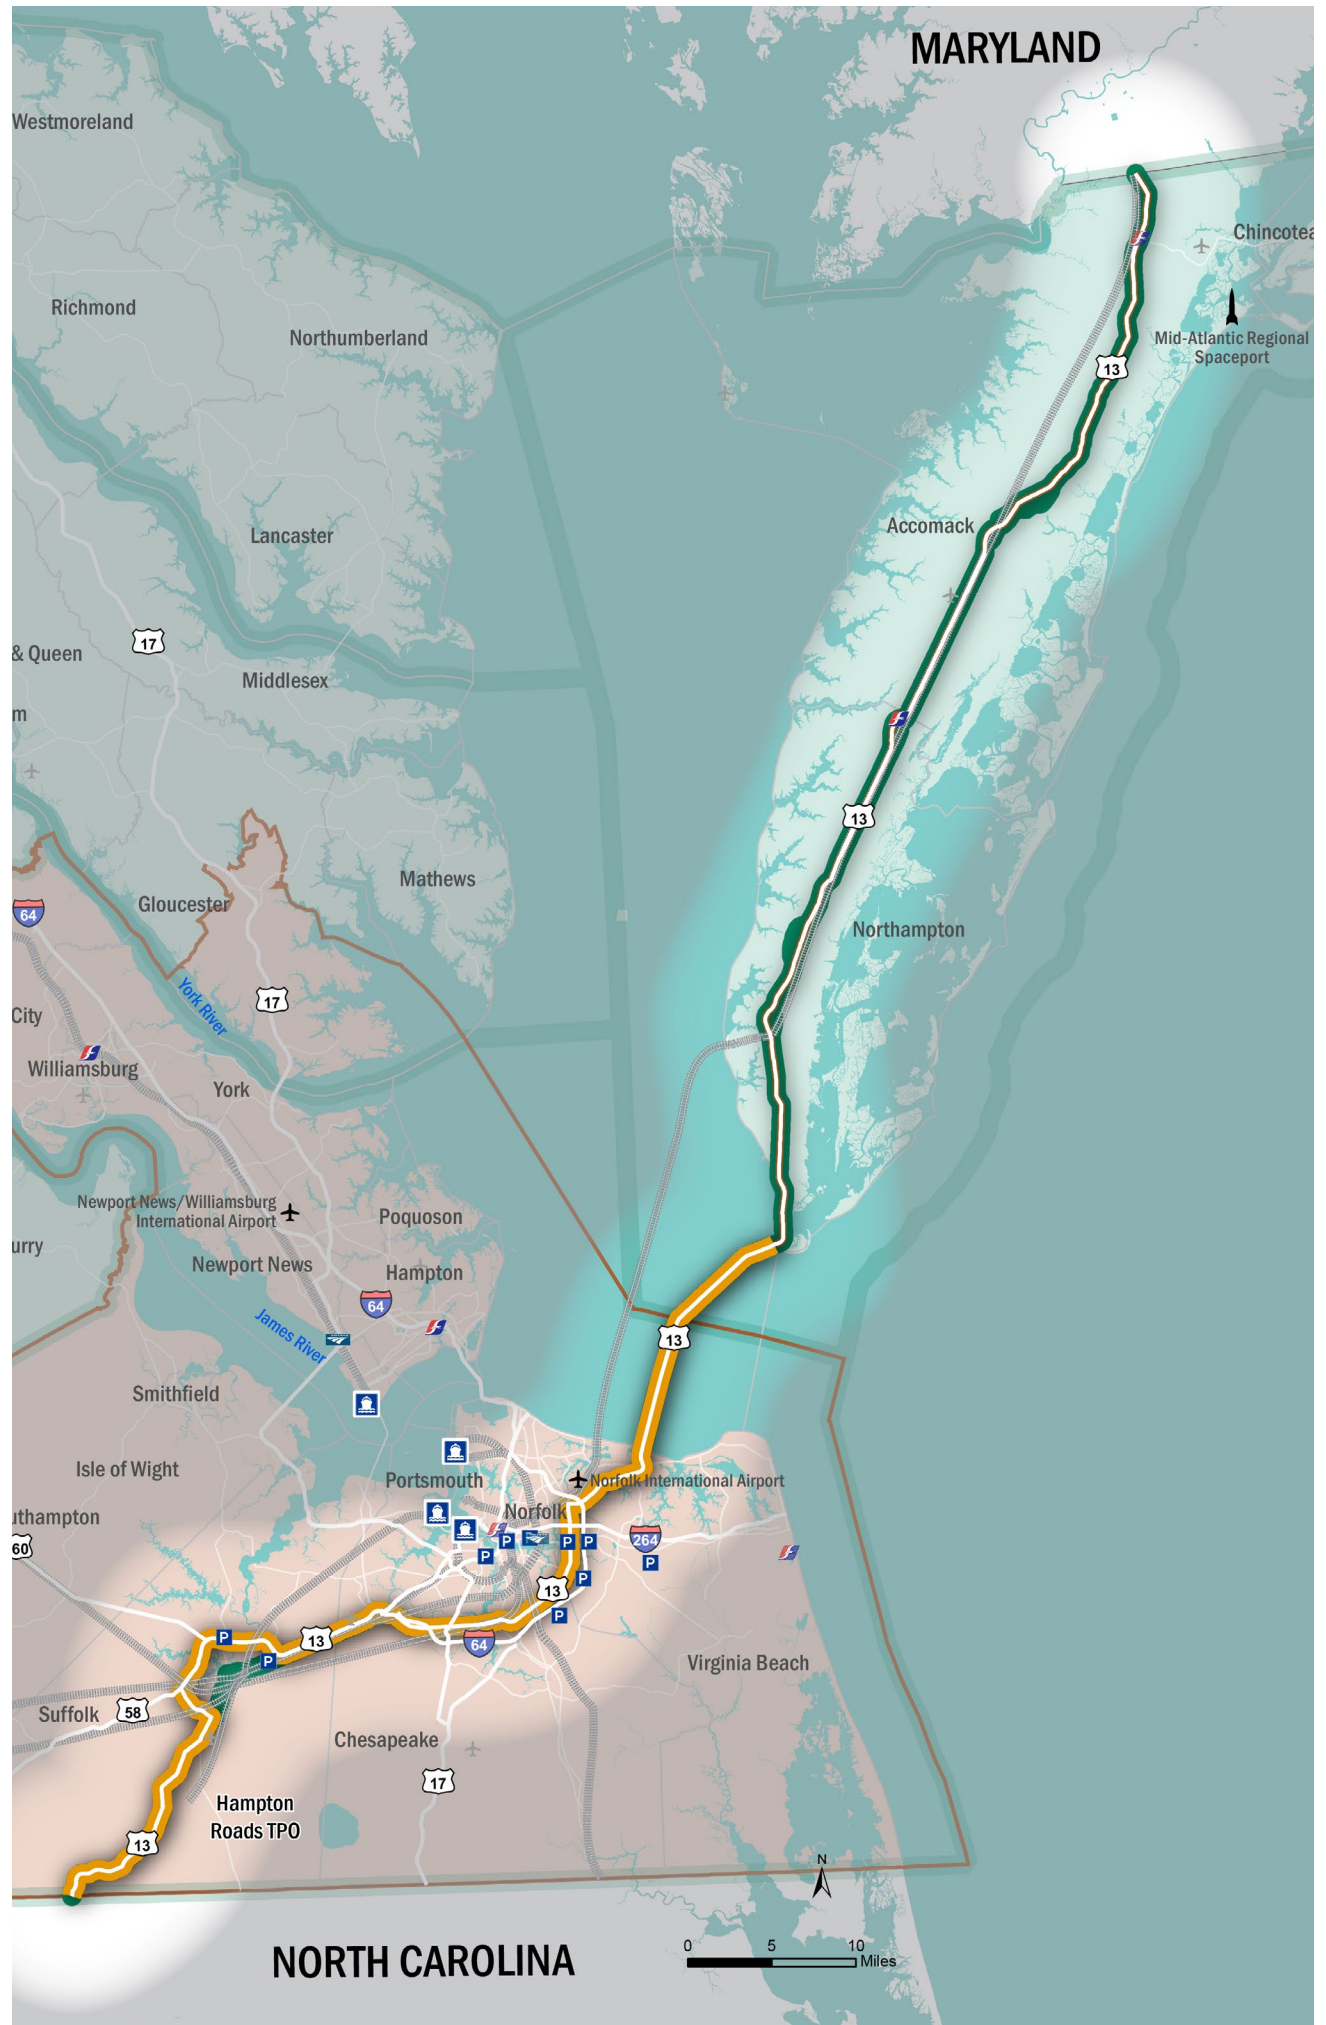 MARYLAND
Westmoreland
Chincotea
Richmond
Northumberland
Mid-Atlantic Regional
Spaceport
13
Accomack
Lancaster
17
& Queen
Middlesex
m
13
Mathews
Gloucester
64
Northampton
York River
17
City
Williamsburg
York
Newport News/Williamsburg
International Airport
Poquoson
urry
Newport News
Hampton
64
James River
13
Smithfield
Isle of Wight
Portsmouth
Norfolk International Airport
uthampton
Norfolk
60
264
P
P
P
P
P
P
13
P
P
13
64
P
Virginia Beach
Suffolk
58
Chesapeake
17
Hampton
Roads TPO
13
N
NORTH CAROLINA
0 5 10
Miles